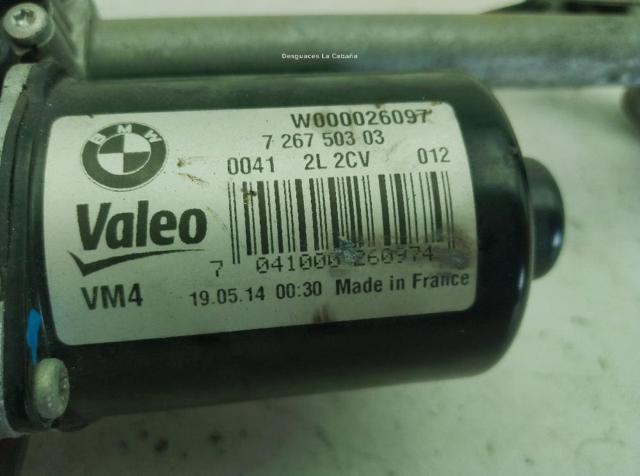 Desguaces La Cabaña
W000026097
7 267 503 03
BMW
0041 2L 2CV 012
Valeo
7 041000 260974
VM4
19.05.14 00:30 Made in France